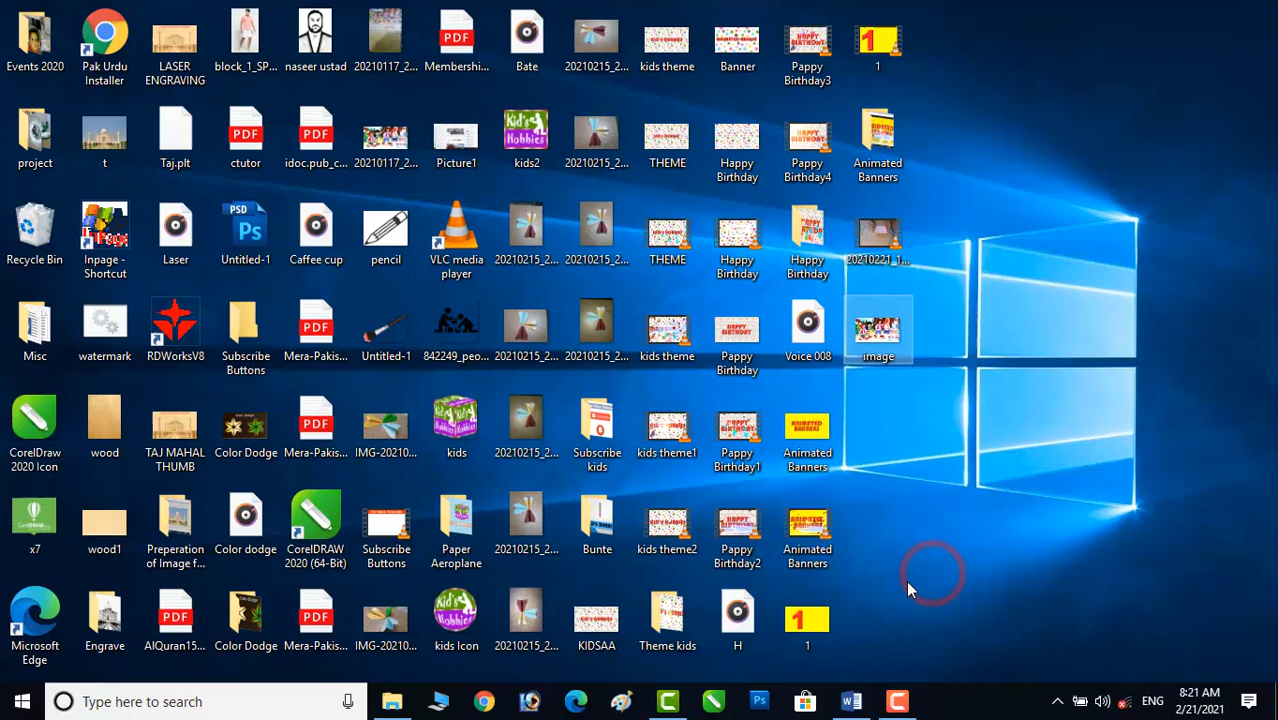 Events 2020
Pak Urdu
Installer
LASER
ENGRAVING
block_1_SP...
naseer ustad
20210117_2...
Membershi...
Bate
20210215_2...
kids theme
Banner
Pappy
Birthday3
1
project
t
Taj.plt
ctutor
idoc.pub_c...
20210117_2...
Picture1
kids2
20210215_2...
THEME
Happy
Birthday
Pappy
Birthday4
Animated
Banners
Recycle Bin
Inpage -
Shortcut
Laser
Untitled-1
Caffee cup
pencil
VLC media
player
20210215_2...
20210215_2...
THEME
Happy
Birthday
Happy
Birthday
20210221_1...
Misc
watermark
RDWorksV8
Subscribe
Buttons
Mera-Pakis...
Untitled-1
842249_peo...
20210215_2...
20210215_2...
kids theme
Pappy
Birthday
Voice 008
image
CorelDraw
2020 Icon
wood
TAJ MAHAL
THUMB
Color Dodge
Mera-Pakis...
IMG-20210...
kids
20210215_2...
Subscribe
kids
kids theme1
Pappy
Birthday1
Animated
Banners
x7
wood1
Preperation
of Image f...
Color dodge
CorelDRAW
2020 (64-Bit)
Subscribe
Buttons
Paper
Aeroplane
20210215_2...
Bunte
kids theme2
Pappy
Birthday2
Animated
Banners
Microsoft
Edge
Engrave
AlQuran15...
Color Dodge
Mera-Pakis...
IMG-20210...
kids Icon
20210215_2...
KIDSAA
Theme kids
H
1
Type here to search
ENG
8:21 AM
2/21/2021